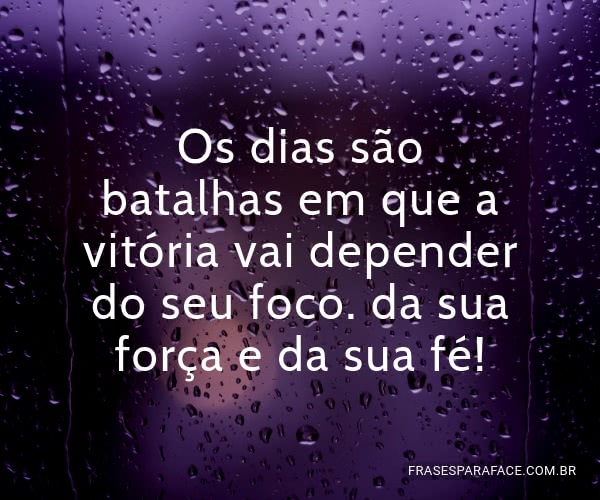 Os dias são
batalhas em que a
vitória vai depender
do seu foco. da sua
força e da sua fé!
FRASESPARAFACE.COM.BR